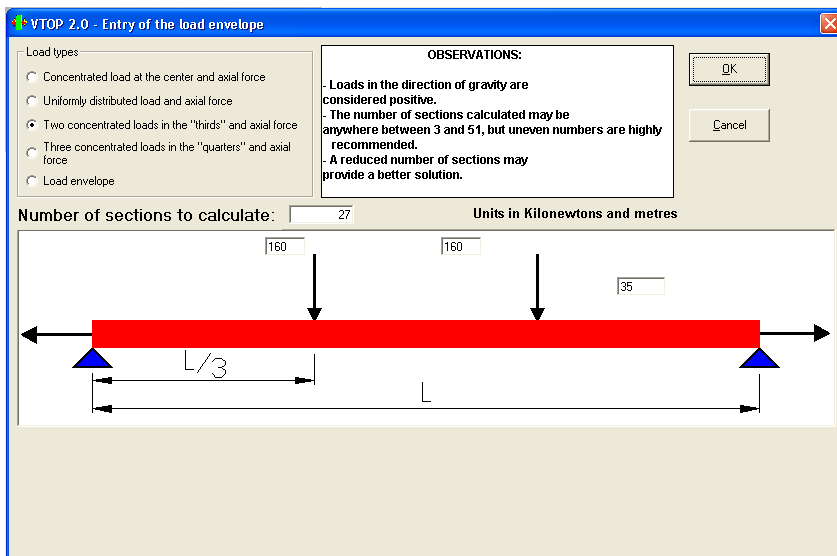 VTOP 2.0 - Entry of the load envelope
Load types
Concentrated load at the center and axial force
Uniformly distributed load and axial force
Two concentrated loads in the "thirds" and axial force
Three concentrated loads in the "quarters" and axial
force
Load envelope
OBSERVATIONS:
- Loads in the direction of gravity are
considered positive.
- The number of sections calculated may be
anywhere between 3 and 51, but uneven numbers are highly
recommended.
- A reduced number of sections may
provide a better solution.
OK
Cancel
Number of sections to calculate: 27
Units in Kilonewtons and metres
160
160
35
L/3
L